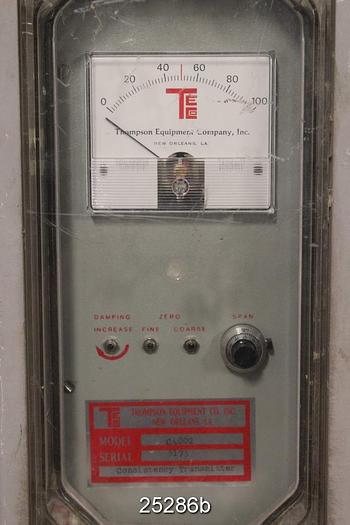 0 20 40 60 80 100
TEC
Thompson Equipment Company, Inc.
NEW ORLEANS, LA
DAMPING ZERO SPAN
INCREASE FINE COARSE
THOMPSON EQUIPMENT CO. INC.
NEW ORLEANS, LA
MODEL
SERIAL 3173
Consistency Transmitter
25286b